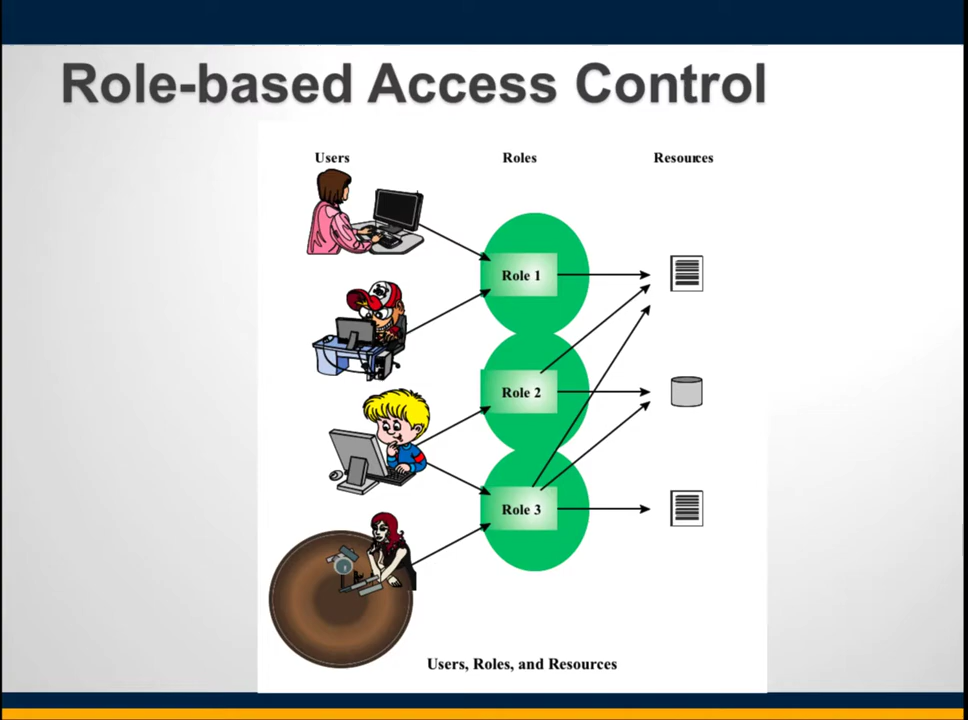 Role-based Access Control
Users
Roles
Resources
Role 1
Role 2
Role 3
Users, Roles, and Resources